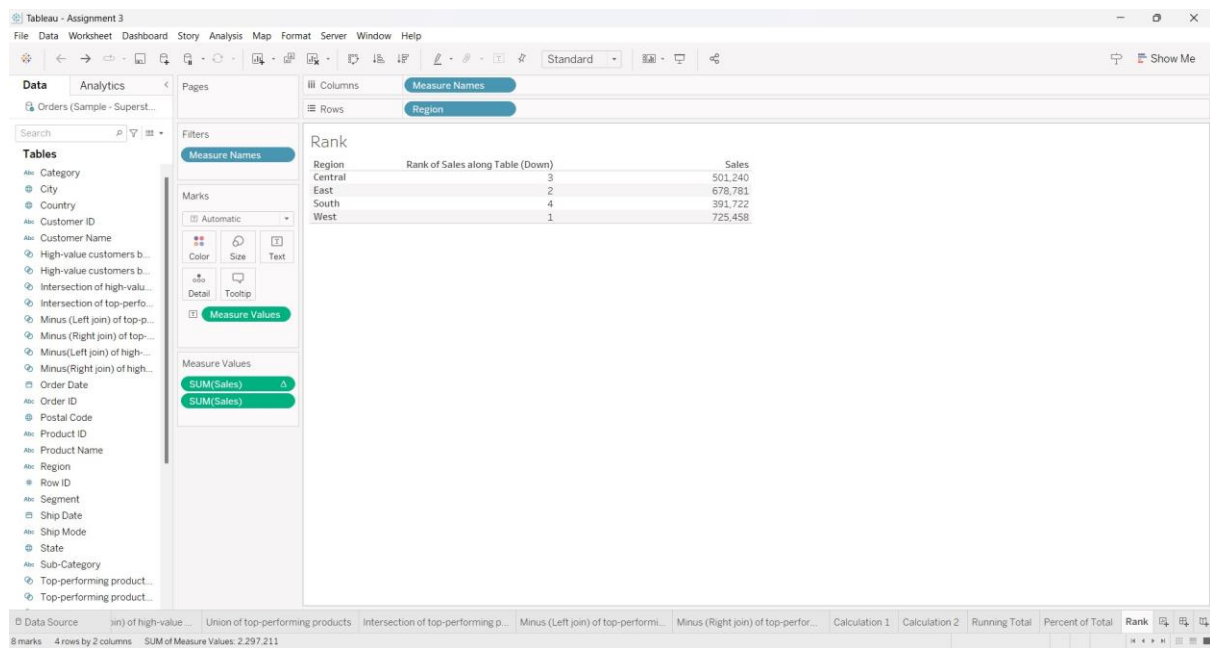 Tableau - Assignment 3
File Data Worksheet Dashboard Story Analysis Map Format Server Window Help
Standard
Show Me
Data Analytics
Orders (Sample - Superst...
Search
Tables
Abc Category
City
Country
Abc Customer ID
Abc Customer Name
High-value customers b...
High-value customers b...
Intersection of high-valu...
Intersection of top-perfo...
Minus (Left join) of top-p...
Minus (Right join) of top-...
Minus(Left join) of high-...
Minus(Right join) of high...
Order Date
Abc Order ID
Postal Code
Abc Product ID
Abc Product Name
Abc Region
Row ID
Abc Segment
Ship Date
Abc Ship Mode
State
Abc Sub-Category
Top-performing product...
Top-performing product...
Pages
Filters
Measure Names
Marks
Automatic
Color Size Text
Detail Tooltip
Measure Values
Measure Values
SUM(Sales) Δ
SUM(Sales)
Columns Measure Names
Rows Region
Rank
Region Rank of Sales along Table (Down) Sales
Central 3 501,240
East 2 678,781
South 4 391,722
West 1 725,458
Data Source oin) of high-value ... Union of top-performing products Intersection of top-performing p... Minus (Left join) of top-performi... Minus (Right join) of top-perfor... Calculation 1 Calculation 2 Running Total Percent of Total Rank
8 marks 4 rows by 2 columns SUM of Measure Values: 2,297,211